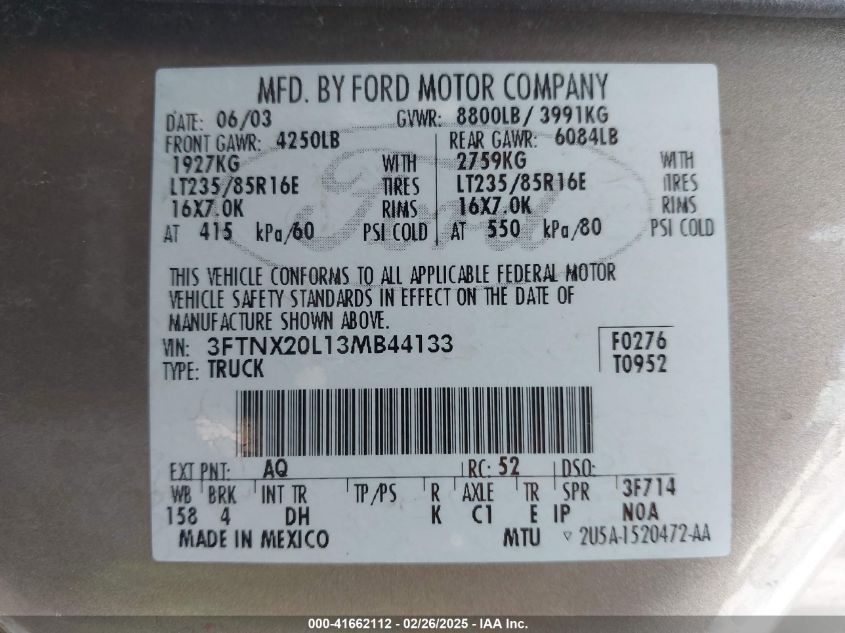 MFD. BY FORD MOTOR COMPANY
DATE: 06/03 GVWR: 8800LB / 3991KG
FRONT GAWR: 4250LB REAR GAWR: 6084LB
1927KG WITH 2759KG WITH
LT235/85R16E TIRES LT235/85R16E TIRES
16X7.0K RIMS 16X7.0K RIMS
AT 415 kPa/60 PSI COLD AT 550 kPa/80 PSI COLD
Ford
THIS VEHICLE CONFORMS TO ALL APPLICABLE FEDERAL MOTOR
VEHICLE SAFETY STANDARDS IN EFFECT ON THE DATE OF
MANUFACTURE SHOWN ABOVE.
VIN: 3FTNX20L13MB44133 F0276
TYPE: TRUCK T0952
EXT PNT: AQ RC: 52 DSO:
WB BRK INT TR TP/PS R AXLE TR SPR 3F714
158 4 DH K C1 E IP NOA
MADE IN MEXICO MTU 2U5A-1520472-AA
000-41662112 - 02/26/2025 - IAA Inc.